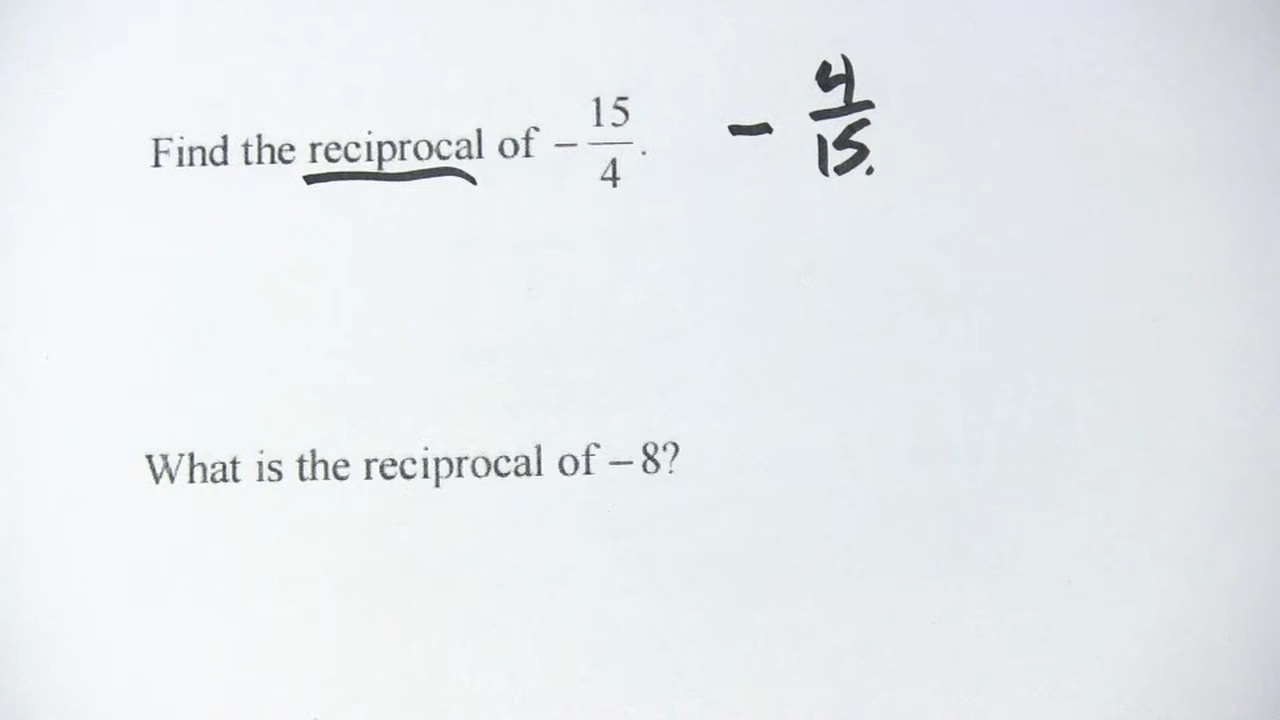 Find the reciprocal of −15/4. − 4/15.
What is the reciprocal of −8?